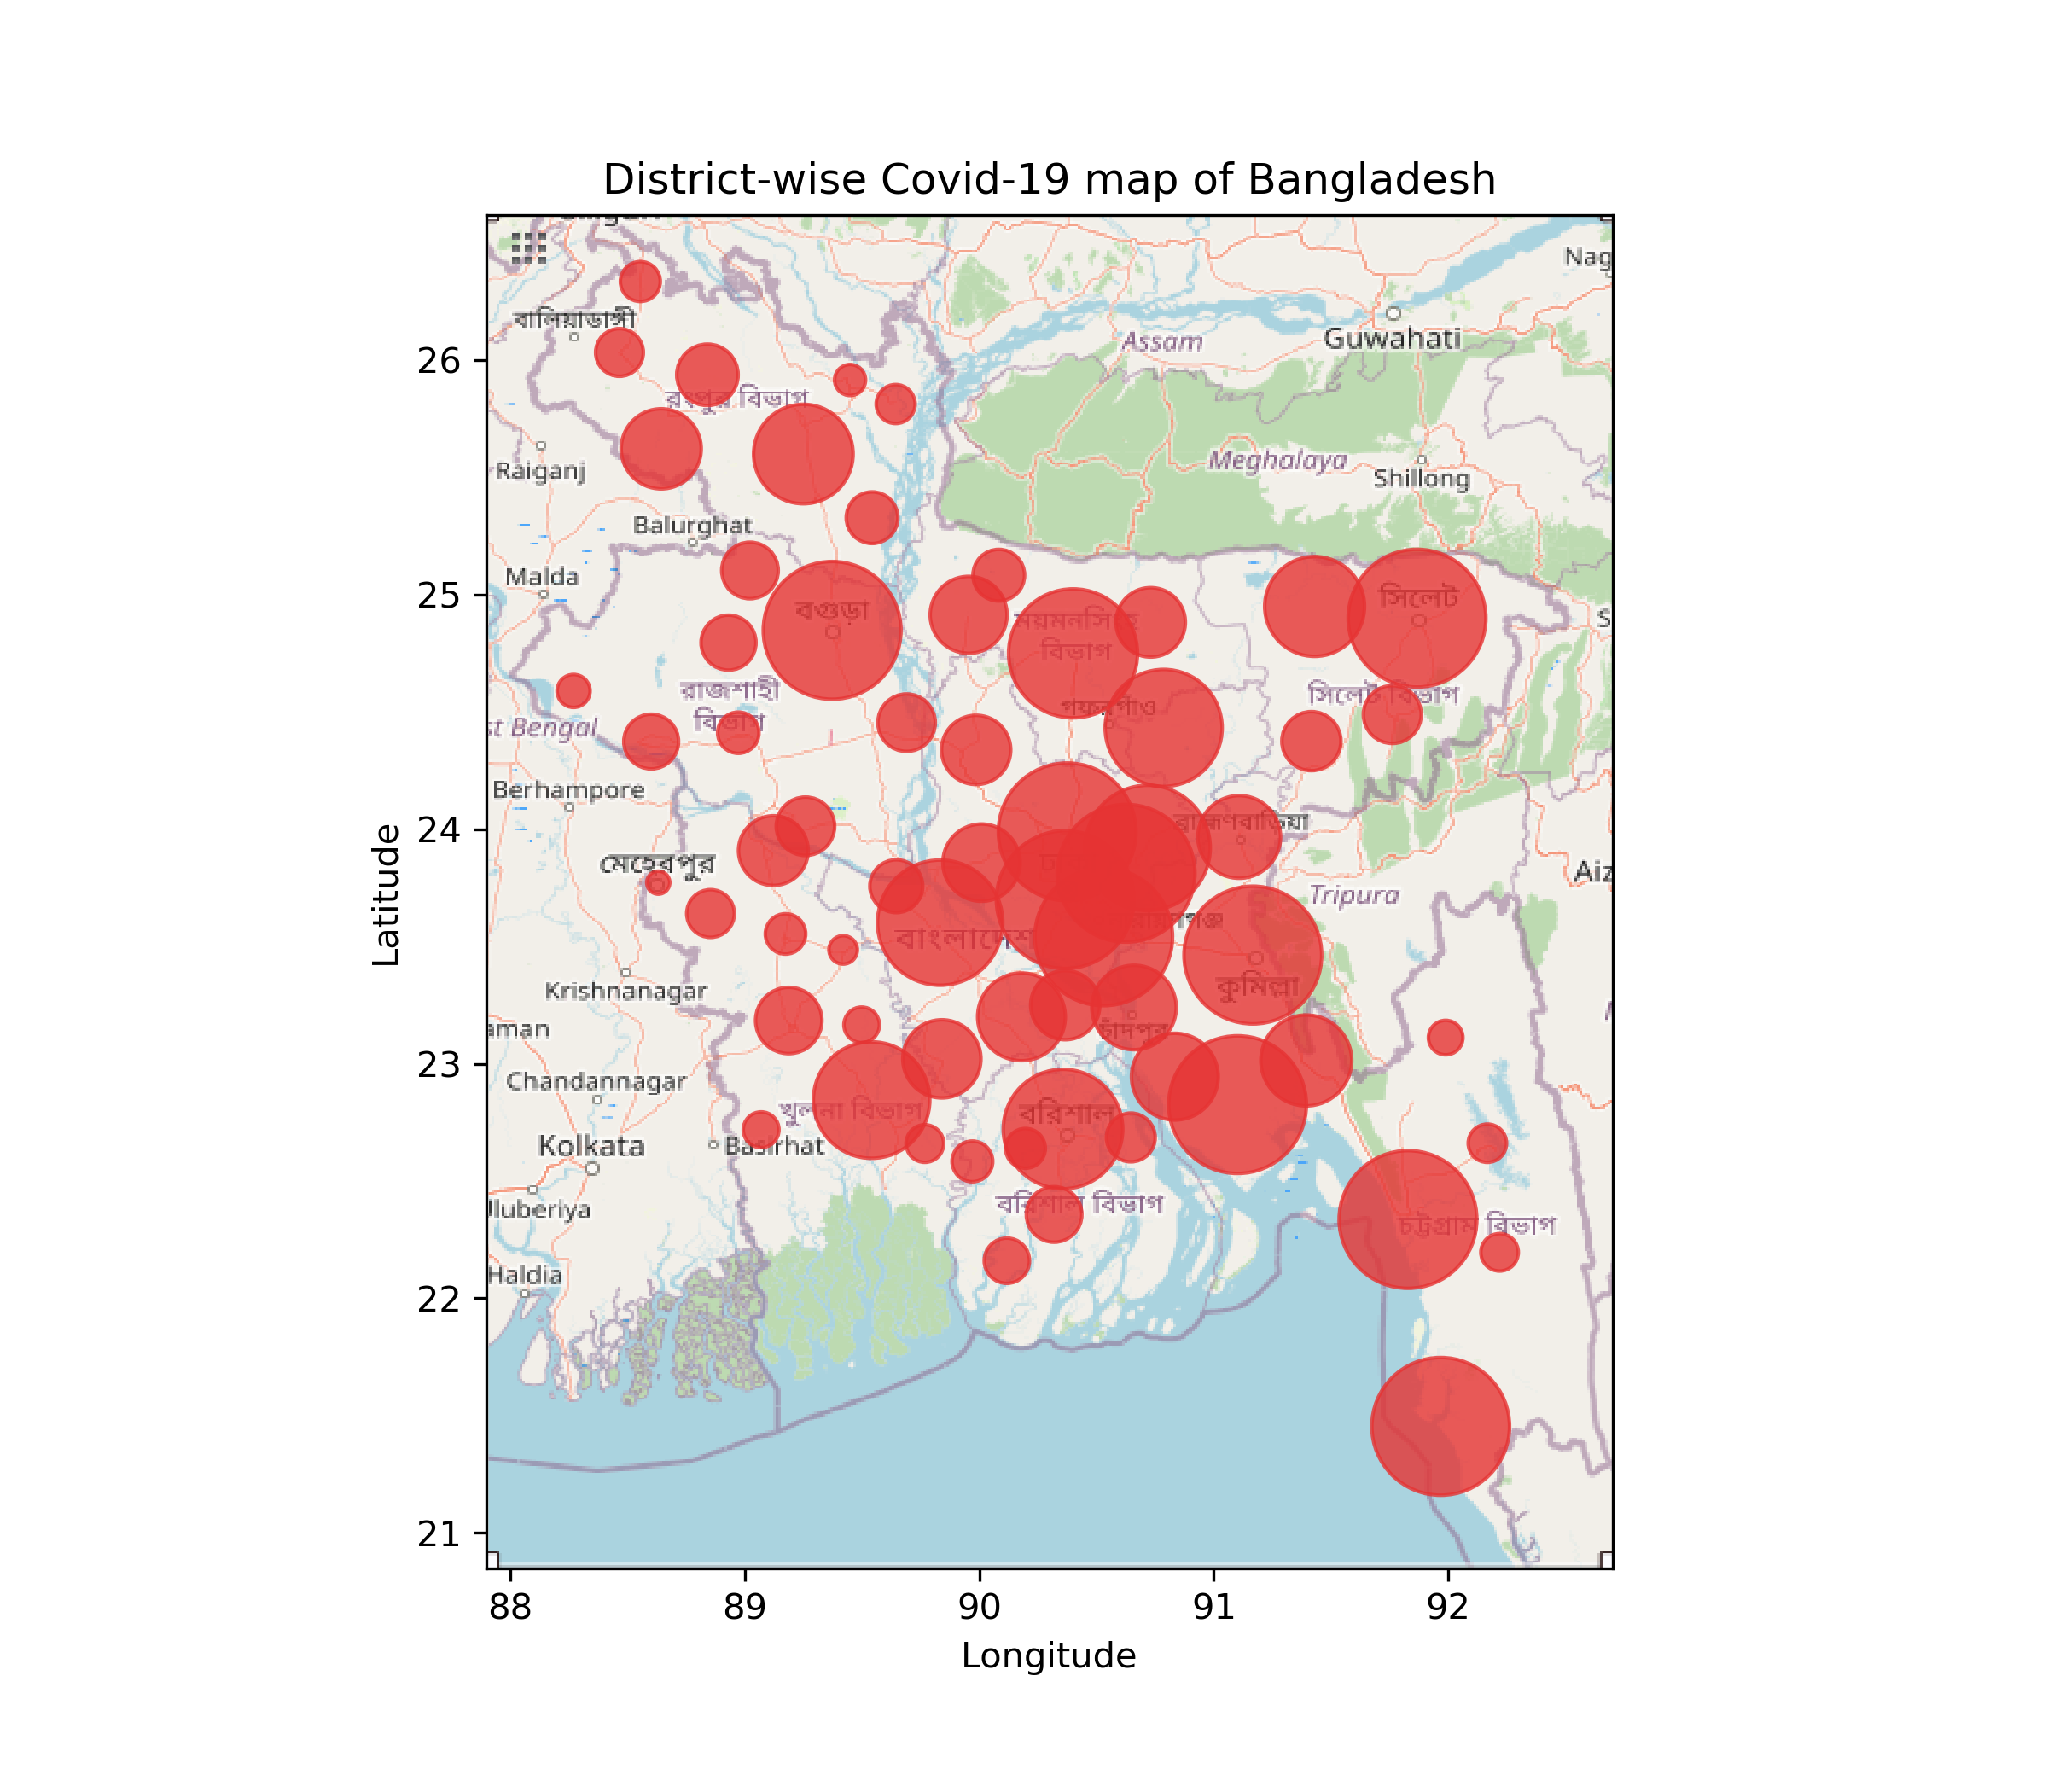 District-wise Covid-19 map of Bangladesh
Nag
বালিয়াডাঙ্গী
Assam
Guwahati
26
রংপুর বিভাগ
Raiganj
Meghalaya
Shillong
Balurghat
Malda
25
বগুড়া
ময়মনসিংহ
বিভাগ
সিলেট
S
রাজশাহী
বিভাগ
সিলেট বিভাগ
গফরগাঁও
st Bengal
Berhampore
24
ব্রাহ্মণবাড়িয়া
মেহেরপুর
Aiz
Tripura
বাংলাদেশ
Latitude
Krishnanagar
কুমিল্লা
aman
চাঁদপুর
23
Chandannagar
খুলনা বিভাগ
বরিশাল
Kolkata
Basirhat
Uluberiya
বরিশাল বিভাগ
চট্টগ্রাম বিভাগ
Haldia
22
21
88 89 90 91 92
Longitude